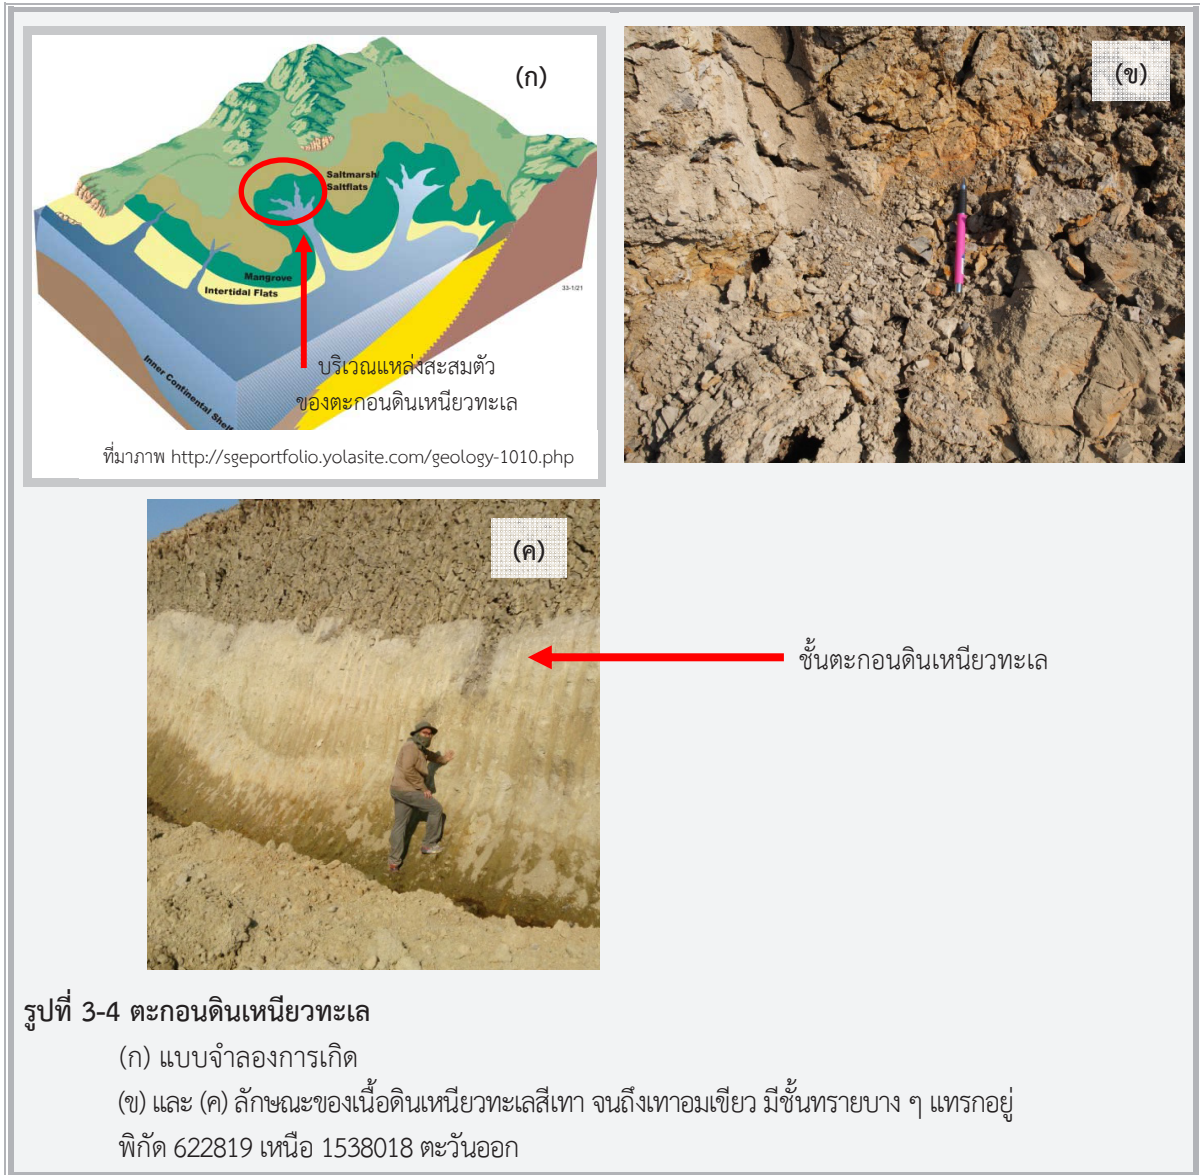 (ก)
Saltmarsh/
Saltflats
Mangrove
Intertidal Flats
33-1/21
Inner Continental Shelf
บริเวณแหล่งสะสมตัว
ของตะกอนดินเหนียวทะเล
ที่มาภาพ http://sgeportfolio.yolasite.com/geology-1010.php
(ข)
(ค)
ชั้นตะกอนดินเหนียวทะเล
รูปที่ 3-4 ตะกอนดินเหนียวทะเล
(ก) แบบจำลองการเกิด
(ข) และ (ค) ลักษณะของเนื้อดินเหนียวทะเลสีเทา จนถึงเทาอมเขียว มีชั้นทรายบาง ๆ แทรกอยู่
พิกัด 622819 เหนือ 1538018 ตะวันออก